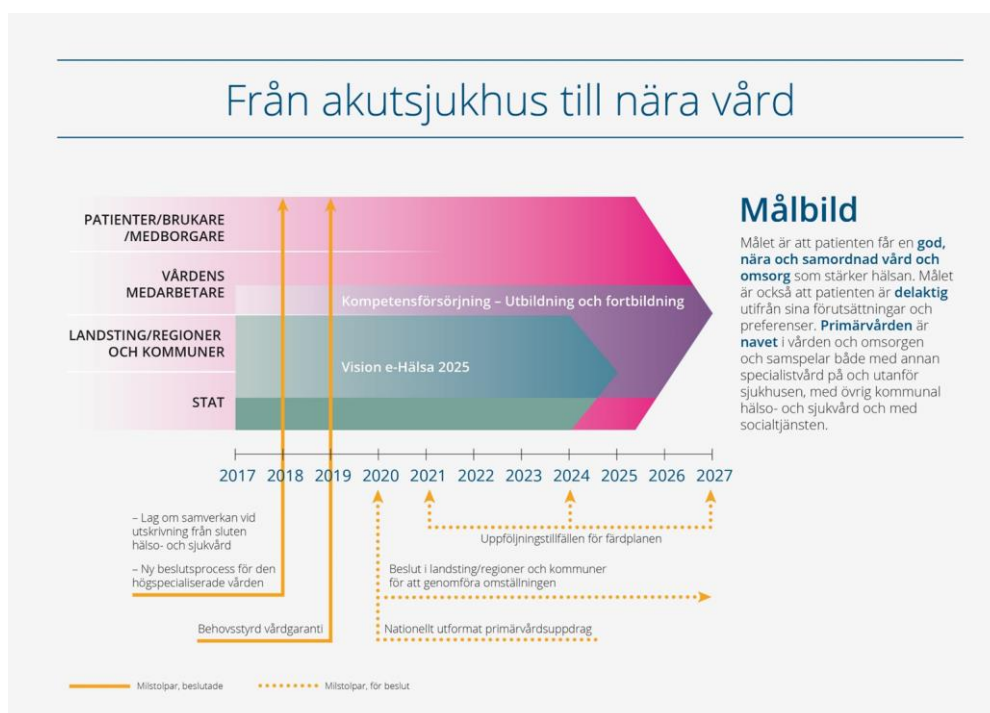 Från akutsjukhus till nära vård
PATIENTER/BRUKARE
/MEDBORGARE
VÅRDENS
MEDARBETARE
LANDSTING/REGIONER
OCH KOMMUNER
STAT
Kompetensförsörjning – Utbildning och fortbildning
Vision e-Hälsa 2025
Målbild
Målet är att patienten får en god,
nära och samordnad vård och
omsorg som stärker hälsan. Målet
är också att patienten är delaktig
utifrån sina förutsättningar och
preferenser. Primärvården är
navet i vården och omsorgen
och samspelar både med annan
specialistvård på och utanför
sjukhusen, med övrig kommunal
hälso- och sjukvård och med
socialtjänsten.
2017 2018 2019 2020 2021 2022 2023 2024 2025 2026 2027
– Lag om samverkan vid
utskrivning från sluten
hälso- och sjukvård
– Ny beslutsprocess för den
högspecialiserade vården
Behovsstyrd vårdgaranti
Uppföljningstillfällen för färdplanen
Beslut i landsting/regioner och kommuner
för att genomföra omställningen
Nationellt utformat primärvårdsuppdrag
Milstolpar, beslutade
Milstolpar, för beslut